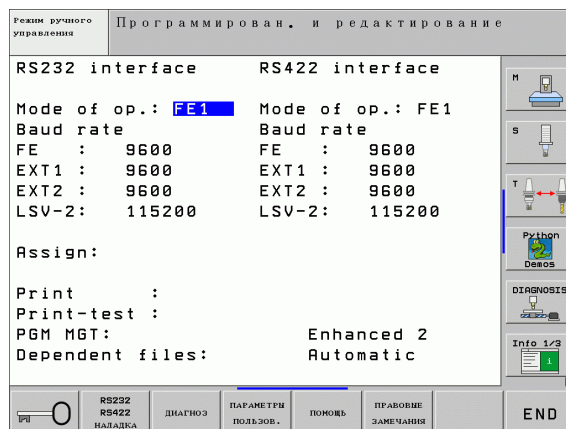 Режим ручного
управления
Программирован. и редактирование
RS232 interface RS422 interface
Mode of op.: FE1 Mode of op.: FE1
Baud rate Baud rate
FE : 9600 FE : 9600
EXT1 : 9600 EXT1 : 9600
EXT2 : 9600 EXT2 : 9600
LSV-2: 115200 LSV-2: 115200
Assign:
Print :
Print-test :
PGM MGT: Enhanced 2
Dependent files: Automatic
M
S
T
Python
Demos
DIAGNOSIS
Info 1/3
i
RS232
RS422
НАЛАДКА
ДИАГНОЗ
ПАРАМЕТРЫ
ПОЛЬЗОВ.
ПОМОЩЬ
ПРАВОВЫЕ
ЗАМЕЧАНИЯ
END